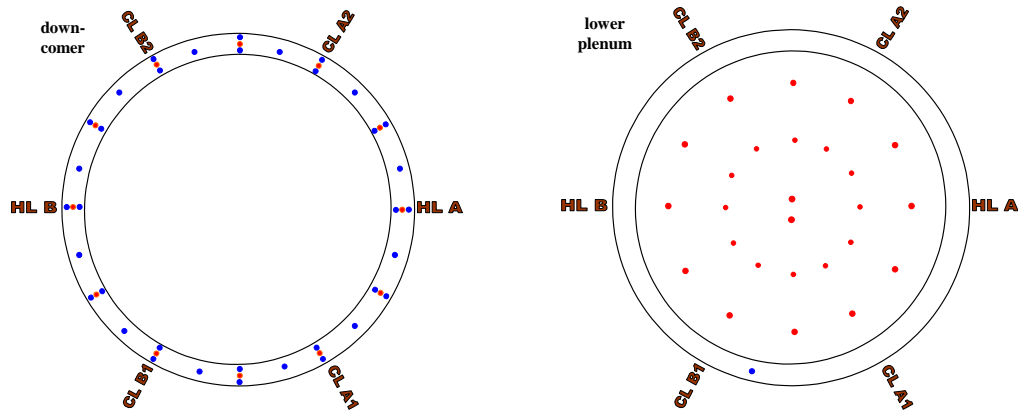 down-
comer
CL B2
CL A2
HL B
HL A
CL B1
CL A1
lower
plenum
CL B2
CL A2
HL B
HL A
CL B1
CL A1